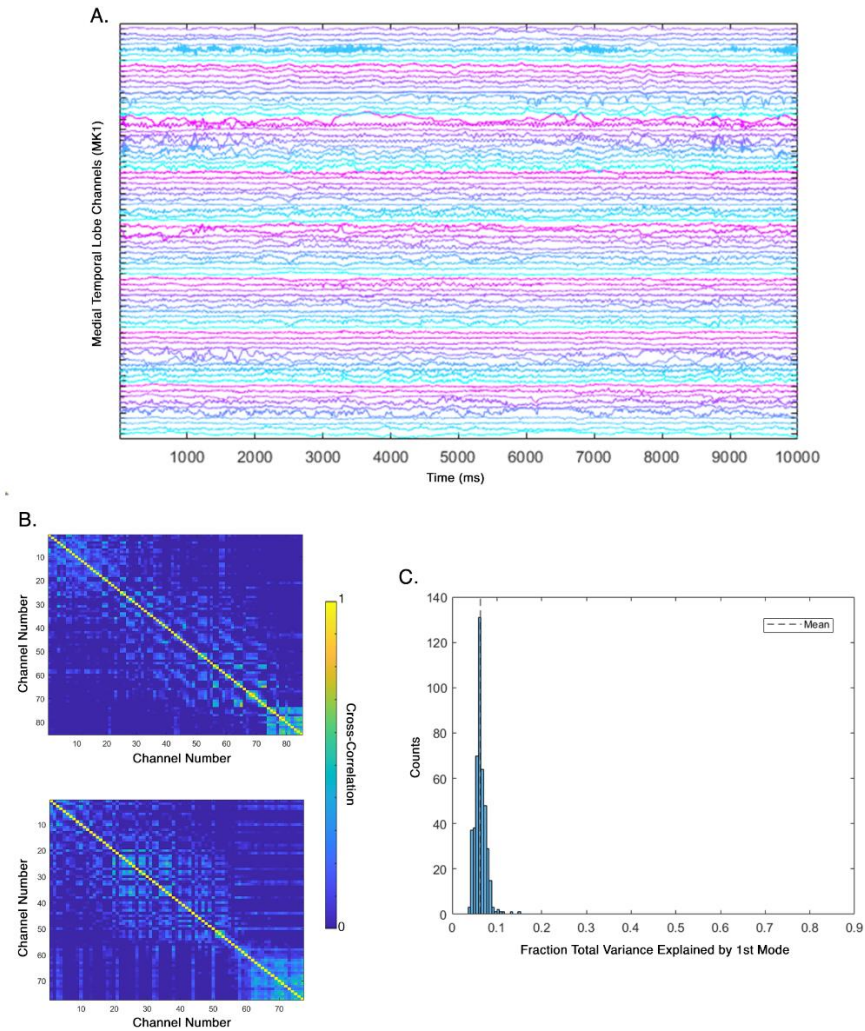 A.
Medial Temporal Lobe Channels (MK1)
1000 2000 3000 4000 5000 6000 7000 8000 9000 10000
Time (ms)
B.
Channel Number
10
20
30
40
50
60
70
80
10 20 30 40 50 60 70 80
Channel Number
Channel Number
10
20
30
40
50
60
70
10 20 30 40 50 60 70
Channel Number
1
Cross-Correlation
0
C.
Counts
140
120
100
80
60
40
20
0
Mean
0 0.1 0.2 0.3 0.4 0.5 0.6 0.7 0.8 0.9
Fraction Total Variance Explained by 1st Mode